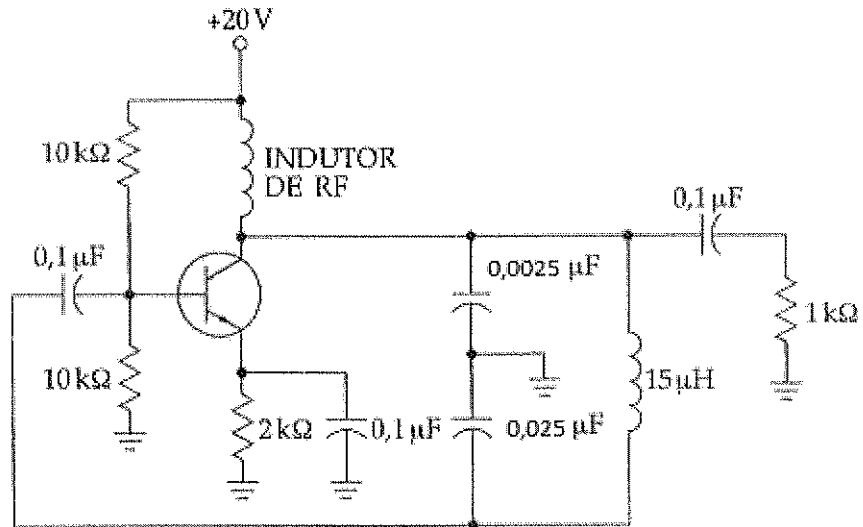 +20 V
10 kΩ
INDUTOR
DE RF
0,1 µF
0,1 µF
0,0025 µF
1 kΩ
10 kΩ
15 µH
2 kΩ
0,1 µF
0,025 µF